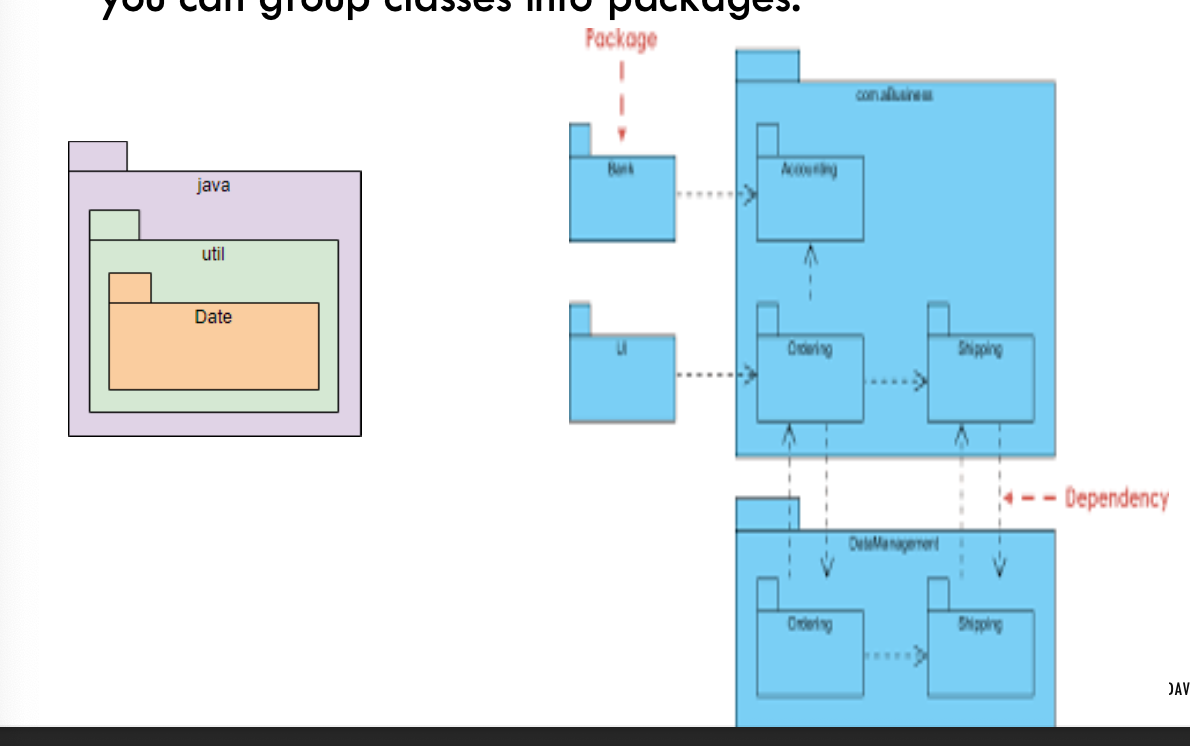 you can group classes into packages.
Package
com.aBusiness
java
Bank
Accounting
util
Date
UI
Ordering
Shipping
Dependency
DataManagement
Ordering
Shipping